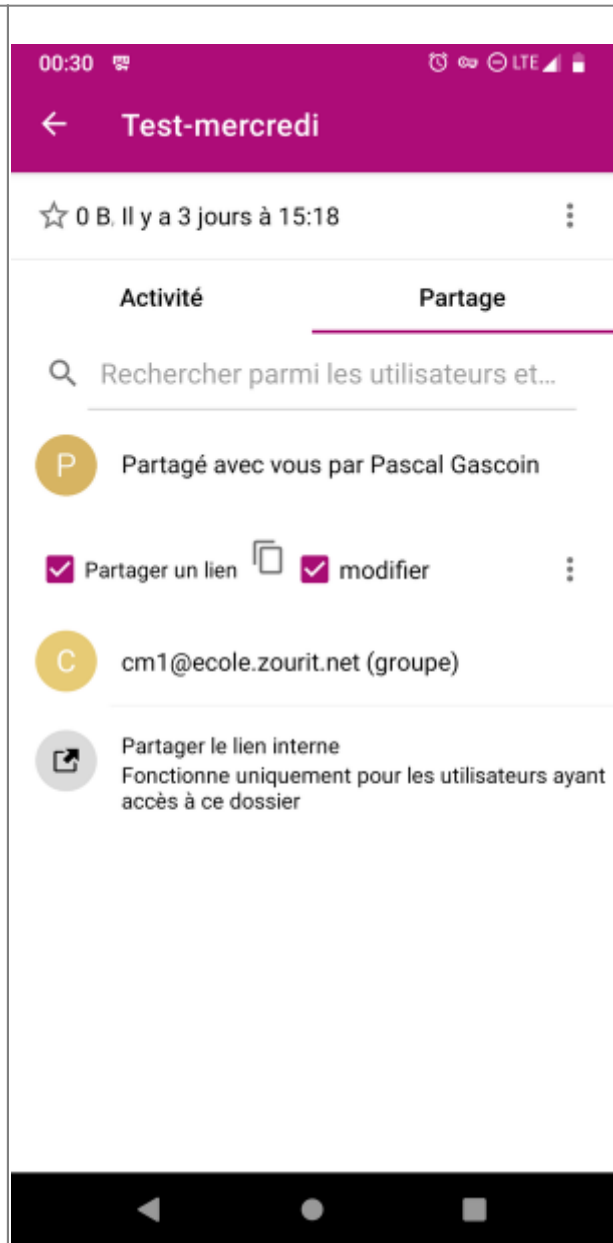 00:30 LTE
Test-mercredi
0 B, Il y a 3 jours à 15:18
Activité Partage
Rechercher parmi les utilisateurs et...
P Partagé avec vous par Pascal Gascoin
Partager un lien modifier
C cm1@ecole.zourit.net (groupe)
Partager le lien interne
Fonctionne uniquement pour les utilisateurs ayant
accès à ce dossier